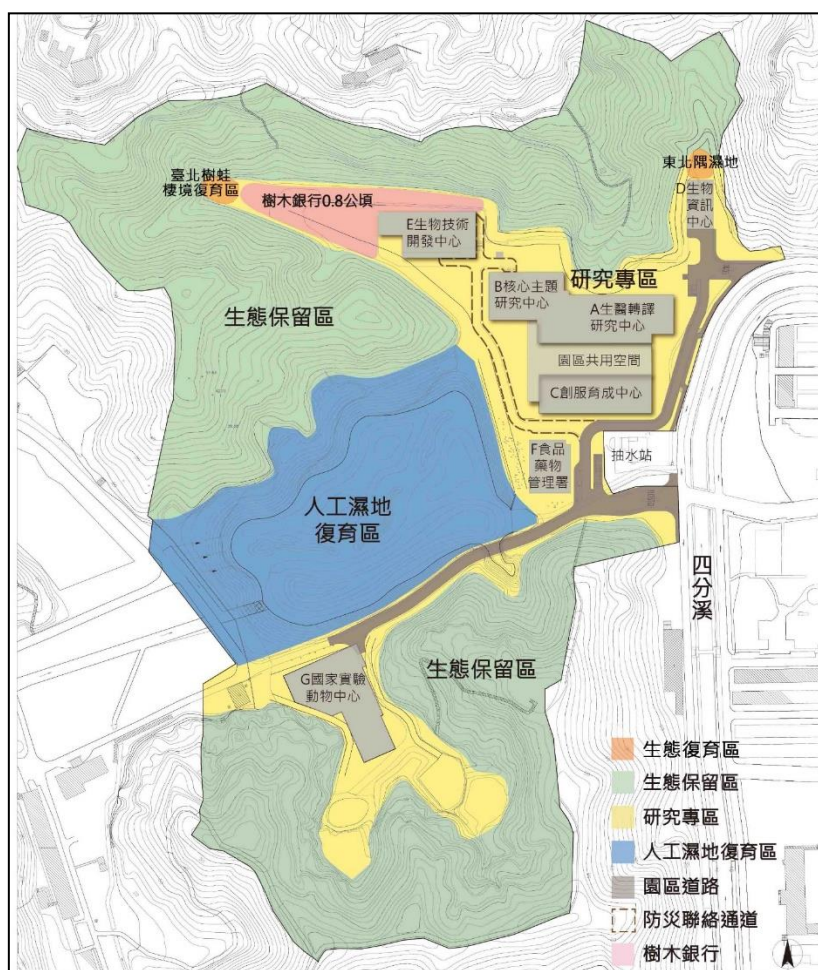 臺北樹蛙
棲境復育區
東北隅濕地
D生物
資訊
中心
樹木銀行0.8公頃
E生物技術
開發中心
研究專區
B核心主題
研究中心
A生醫轉譯
研究中心
生態保留區
園區共用空間
C創服育成中心
F食品
藥物
管理署
抽水站
人工濕地
復育區
四分溪
生態保留區
G國家實驗
動物中心
生態復育區
生態保留區
研究專區
人工濕地復育區
園區道路
防災聯絡通道
樹木銀行